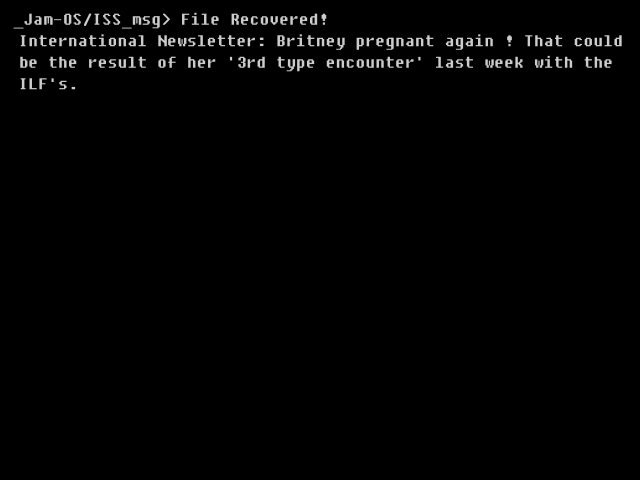 _Jam-OS/ISS_msg> File Recovered!
International Newsletter: Britney pregnant again ! That could
be the result of her '3rd type encounter' last week with the
ILF's.